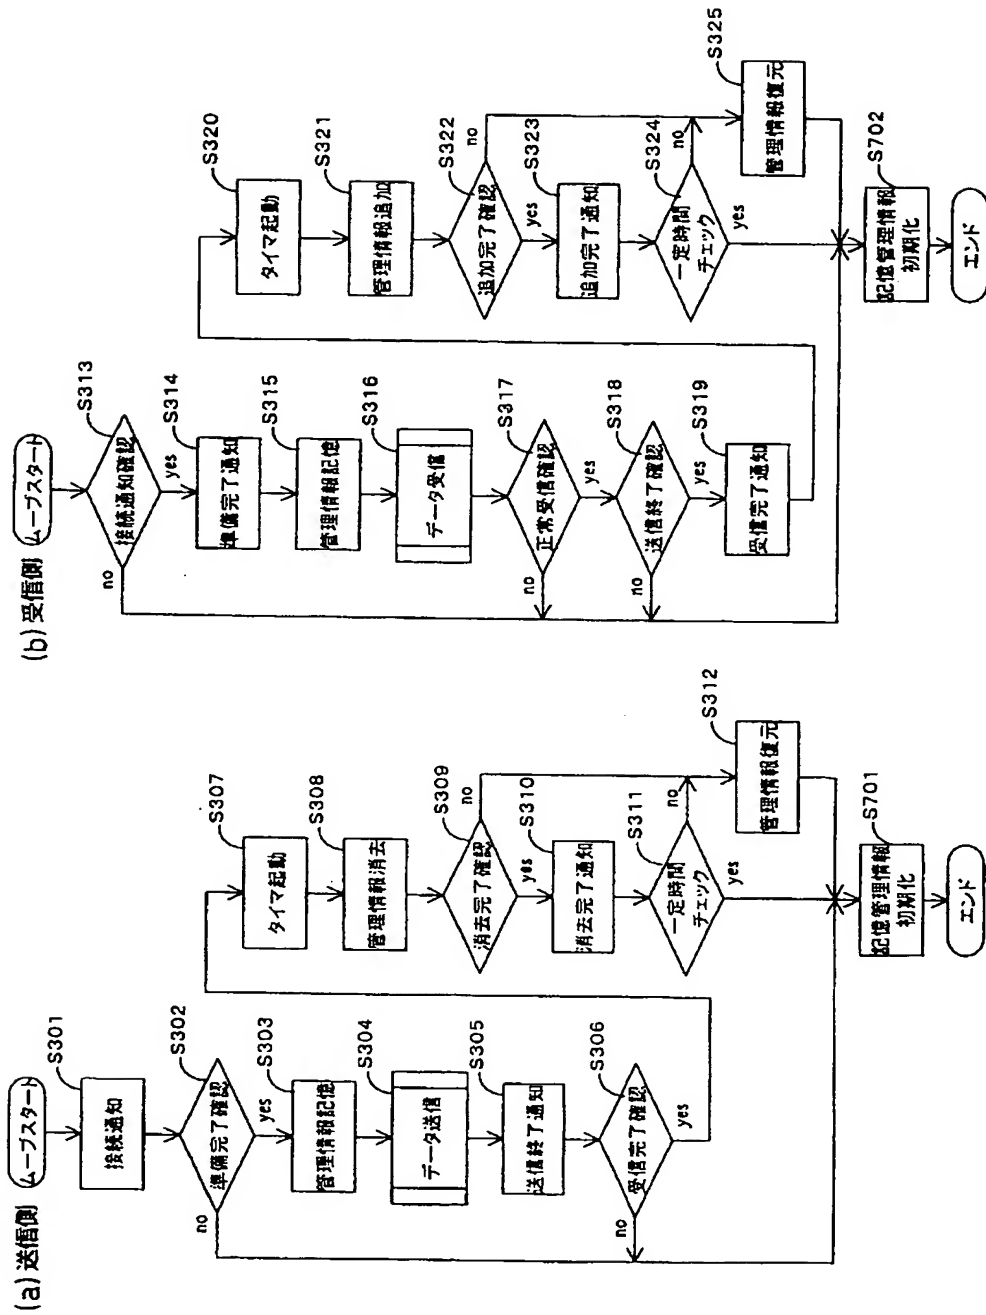 (a) 送信側
ムーブスタート
S301
接続通知
S302
準備完了確認
no
yes
S303
管理情報記憶
S304
データ送信
S305
送信終了通知
S306
受信完了確認
no
yes
S307
タイマ起動
S308
管理情報消去
S309
消去完了確認
no
yes
S310
消去完了通知
S311
一定時間
チェック
no
yes
S312
管理情報復元
S701
記憶管理情報
初期化
エンド
(b) 受信側
ムーブスタート
S313
接続通知確認
no
yes
S314
準備完了通知
S315
管理情報記憶
S316
データ受信
S317
正常受信確認
no
yes
S318
送信終了確認
no
yes
S319
受信完了通知
S320
タイマ起動
S321
管理情報追加
S322
追加完了確認
no
yes
S323
追加完了通知
S324
一定時間
チェック
no
yes
S325
管理情報復元
S702
記憶管理情報
初期化
エンド